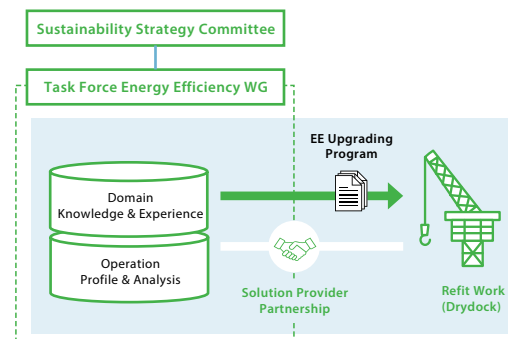 Sustainability Strategy Committee
Task Force Energy Efficiency WG
EE Upgrading
Program
Domain
Knowledge & Experience
Operation
Profile & Analysis
Solution Provider
Partnership
Refit Work
(Drydock)